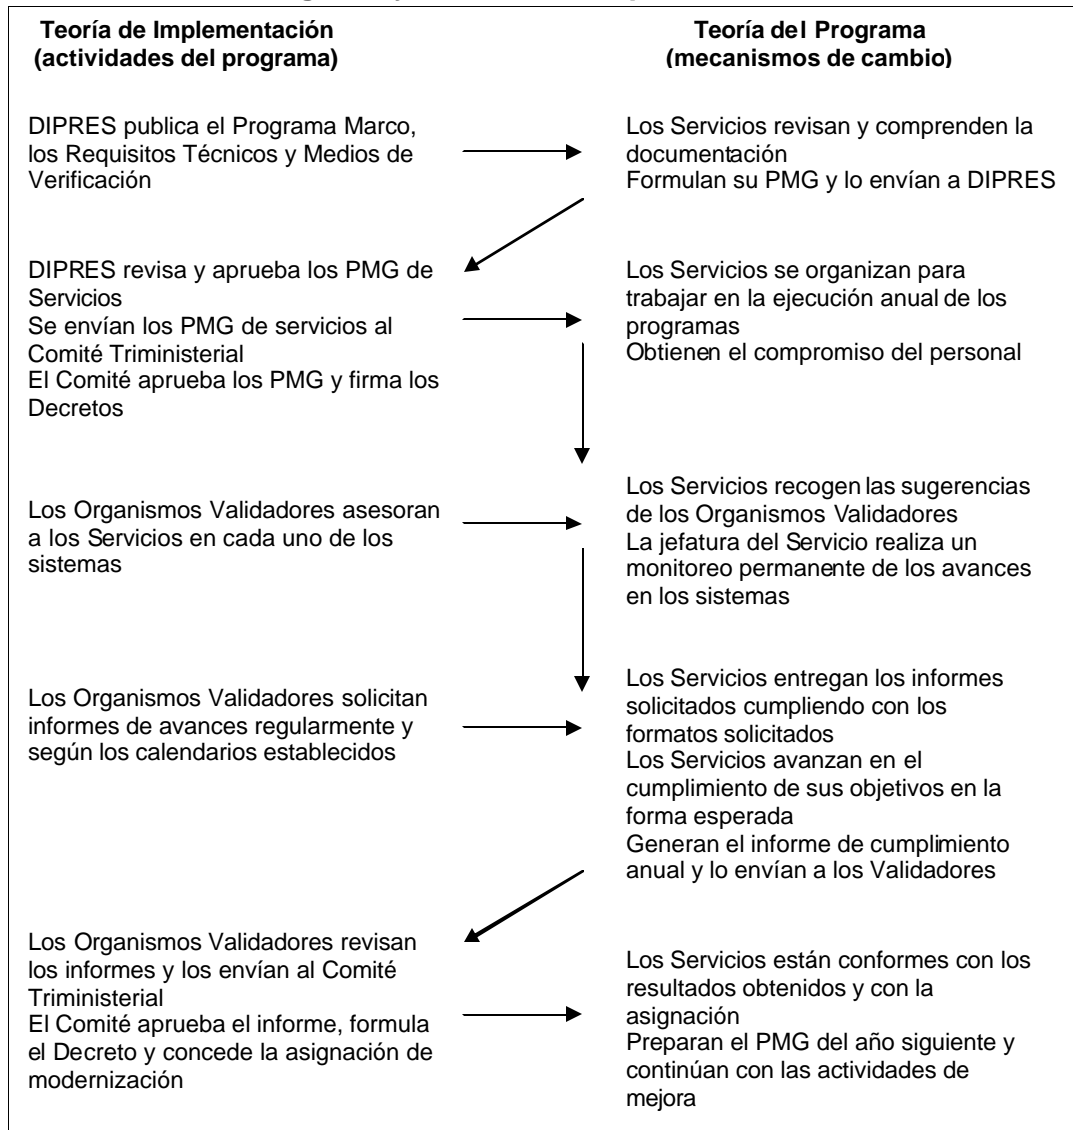 Teoría de Implementación
(actividades del programa)
Teoría del Programa
(mecanismos de cambio)
DIPRES publica el Programa Marco,
los Requisitos Técnicos y Medios de
Verificación
Los Servicios revisan y comprenden la
documentación
Formulan su PMG y lo envían a DIPRES
DIPRES revisa y aprueba los PMG de
Servicios
Se envían los PMG de servicios al
Comité Triministerial
El Comité aprueba los PMG y firma los
Decretos
Los Servicios se organizan para
trabajar en la ejecución anual de los
programas
Obtienen el compromiso del personal
Los Organismos Validadores asesoran
a los Servicios en cada uno de los
sistemas
Los Servicios recogen las sugerencias
de los Organismos Validadores
La jefatura del Servicio realiza un
monitoreo permanente de los avances
en los sistemas
Los Organismos Validadores solicitan
informes de avances regularmente y
según los calendarios establecidos
Los Servicios entregan los informes
solicitados cumpliendo con los
formatos solicitados
Los Servicios avanzan en el
cumplimiento de sus objetivos en la
forma esperada
Generan el informe de cumplimiento
anual y lo envían a los Validadores
Los Organismos Validadores revisan
los informes y los envían al Comité
Triministerial
El Comité aprueba el informe, formula
el Decreto y concede la asignación de
modernización
Los Servicios están conformes con los
resultados obtenidos y con la
asignación
Preparan el PMG del año siguiente y
continúan con las actividades de
mejora